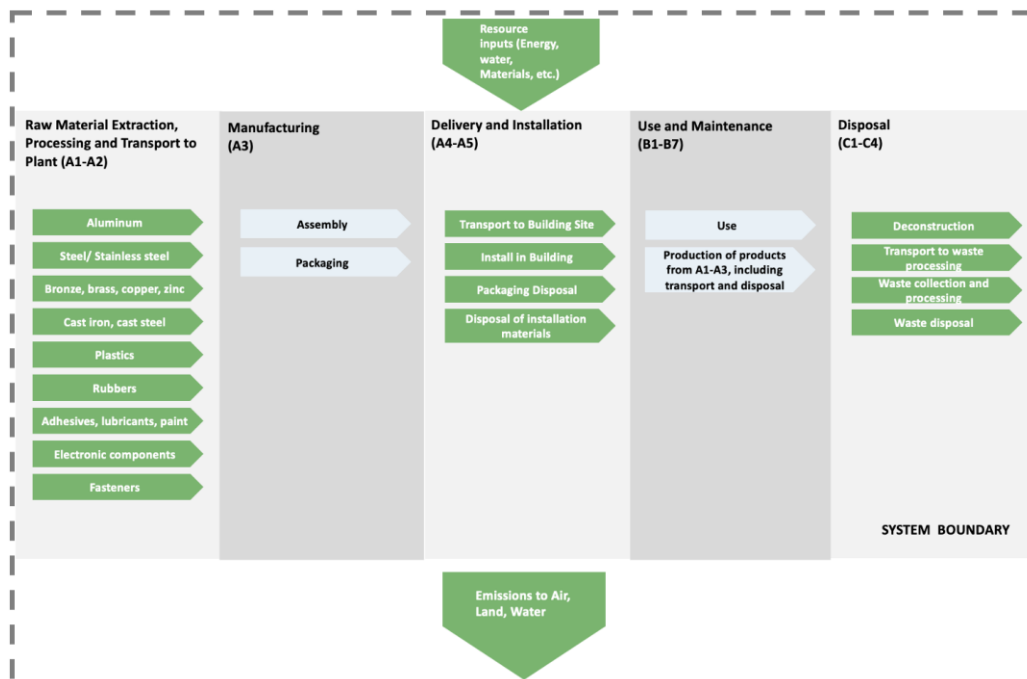 Resource
inputs (Energy,
water,
Materials, etc.)
Raw Material Extraction,
Processing and Transport to
Plant (A1-A2)
Aluminum
Steel/ Stainless steel
Bronze, brass, copper, zinc
Cast iron, cast steel
Plastics
Rubbers
Adhesives, lubricants, paint
Electronic components
Fasteners
Manufacturing
(A3)
Assembly
Packaging
Delivery and Installation
(A4-A5)
Transport to Building Site
Install in Building
Packaging Disposal
Disposal of installation
materials
Use and Maintenance
(B1-B7)
Use
Production of products
from A1-A3, including
transport and disposal
Disposal
(C1-C4)
Deconstruction
Transport to waste
processing
Waste collection and
processing
Waste disposal
SYSTEM BOUNDARY
Emissions to Air,
Land, Water